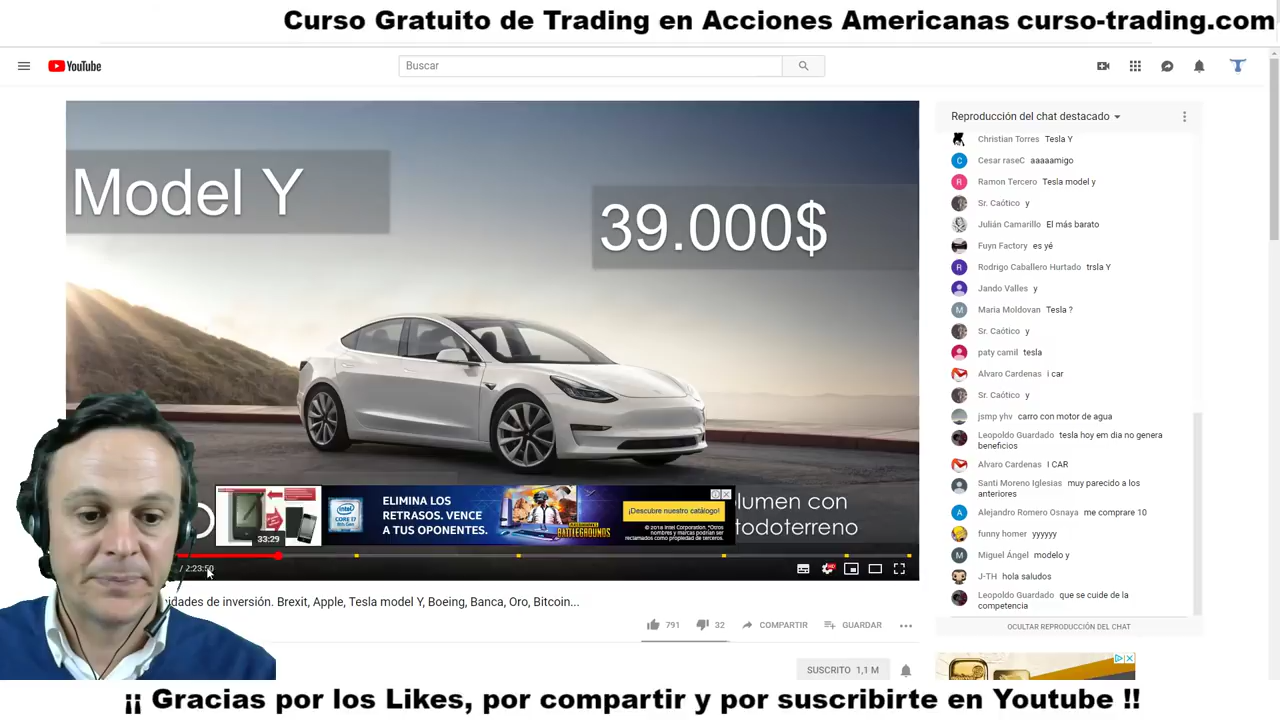 Curso Gratuito de Trading en Acciones Americanas curso-trading.com
YouTube
Buscar
Model Y
39.000$
lumen con
todoterreno
ELIMINA LOS
RETRASOS. VENCE
A TUS OPONENTES.
intel
CORE i7
BATTLEGROUNDS
¡Descubre nuestro catálogo!
33:29
/ 2:23:50
idades de inversión. Brexit, Apple, Tesla model Y, Boeing, Banca, Oro, Bitcoin...
791
32
COMPARTIR
GUARDAR
SUSCRITO 1,1 M
Reproducción del chat destacado
Christian Torres Tesla Y
Cesar raseC aaaaamigo
Ramon Tercero Tesla model y
Sr. Caótico y
Julián Camarillo El más barato
Fuyn Factory es yé
Rodrigo Caballero Hurtado trsla Y
Jando Valles y
Maria Moldovan Tesla ?
Sr. Caótico y
paty camil tesla
Alvaro Cardenas i car
Sr. Caótico y
jsmp yhv carro con motor de agua
Leopoldo Guardado tesla hoy em dia no genera
beneficios
Alvaro Cardenas I CAR
Santi Moreno Iglesias muy parecido a los
anteriores
Alejandro Romero Osnaya me comprare 10
funny homer yyyyyy
Miguel Ángel modelo y
J-TH hola saludos
Leopoldo Guardado que se cuide de la
competencia
OCULTAR REPRODUCCIÓN DEL CHAT
¡¡ Gracias por los Likes, por compartir y por suscribirte en Youtube !!